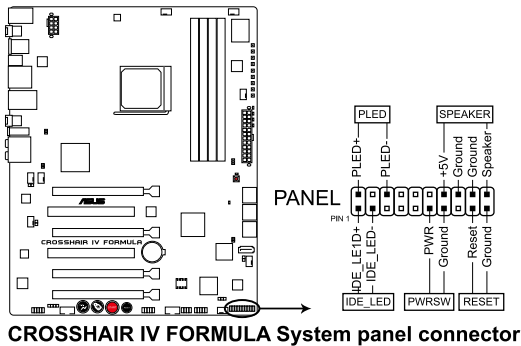 PLED
SPEAKER
PLED+
PLED-
+5V
Ground
Ground
Speaker-
PANEL
PIN 1
IDE_LE1D+
IDE_LED-
PWR
Ground
Reset
Ground
IDE_LED
PWRSW
RESET
ASUS
CROSSHAIR IV FORMULA
CROSSHAIR IV FORMULA System panel connector